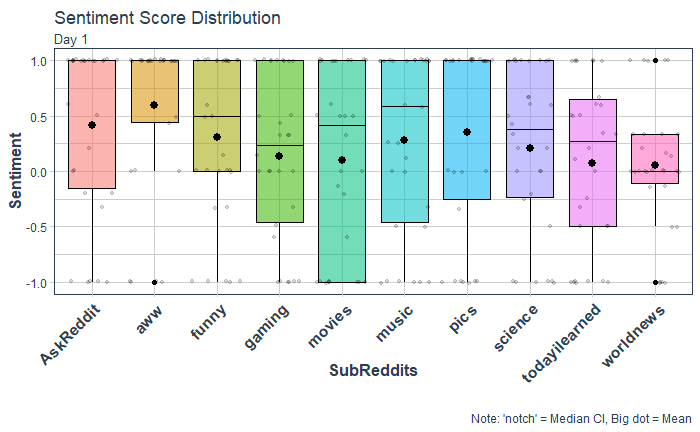 Sentiment Score Distribution
Day 1
Sentiment
1.0
0.5
0.0
-0.5
-1.0
AskReddit
aww
funny
gaming
movies
music
pics
science
todayilearned
worldnews
SubReddits
Note: 'notch' = Median CI, Big dot = Mean